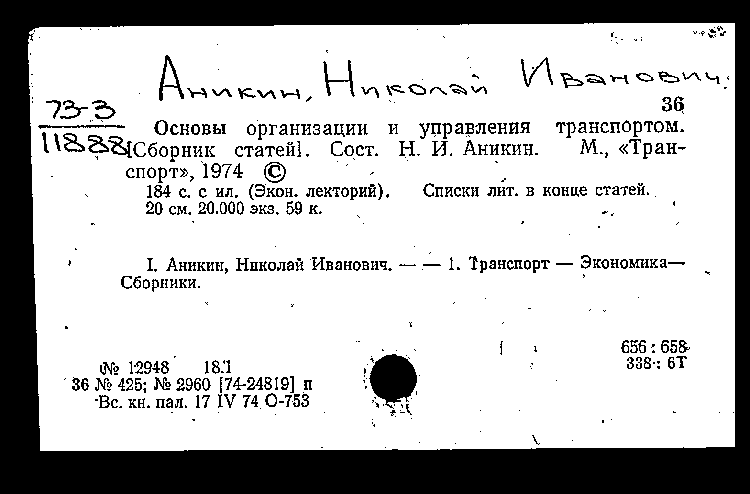 Аникин, Николай Иванович.
73-3
11888
36
Основы организации и управления транспортом.
[Сборник статей]. Сост. Н. И. Аникин. М., «Тран-
спорт», 1974 ©
184 с. с ил. (Экон. лекторий). Списки лит. в конце статей.
20 см. 20.000 экз. 59 к.
I. Аникин, Николай Иванович. — — 1. Транспорт — Экономика—
Сборники.
656 : 658
338 : 6Т
№ 12948 18.1
36 № 425; № 2960 [74-24819] п
Вс. кн. пал. 17 IV 74 О-753